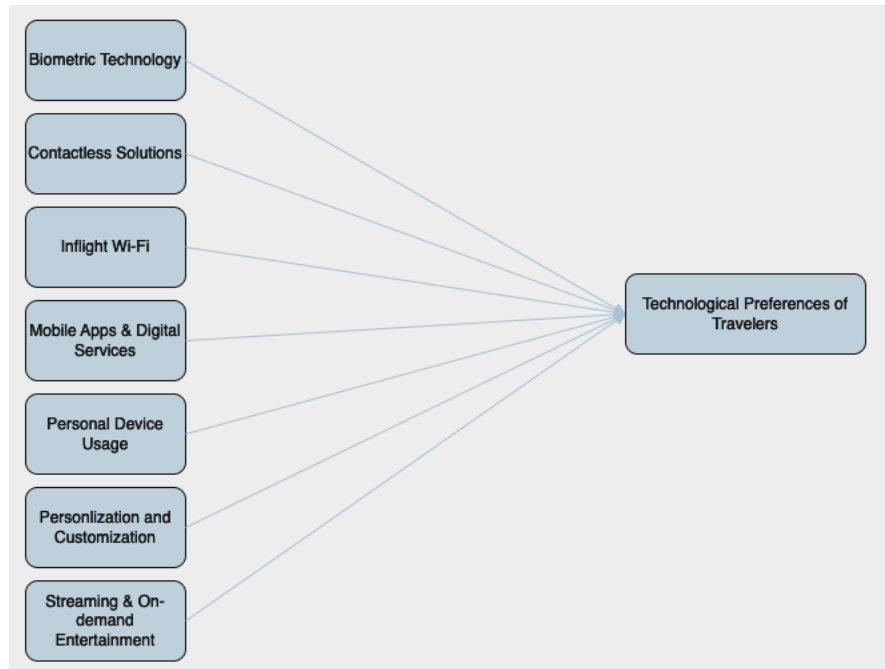 Biometric Technology
Contactless Solutions
Inflight Wi-Fi
Mobile Apps & Digital
Services
Technological Preferences of
Travelers
Personal Device
Usage
Personlization and
Customization
Streaming & On-
demand
Entertainment